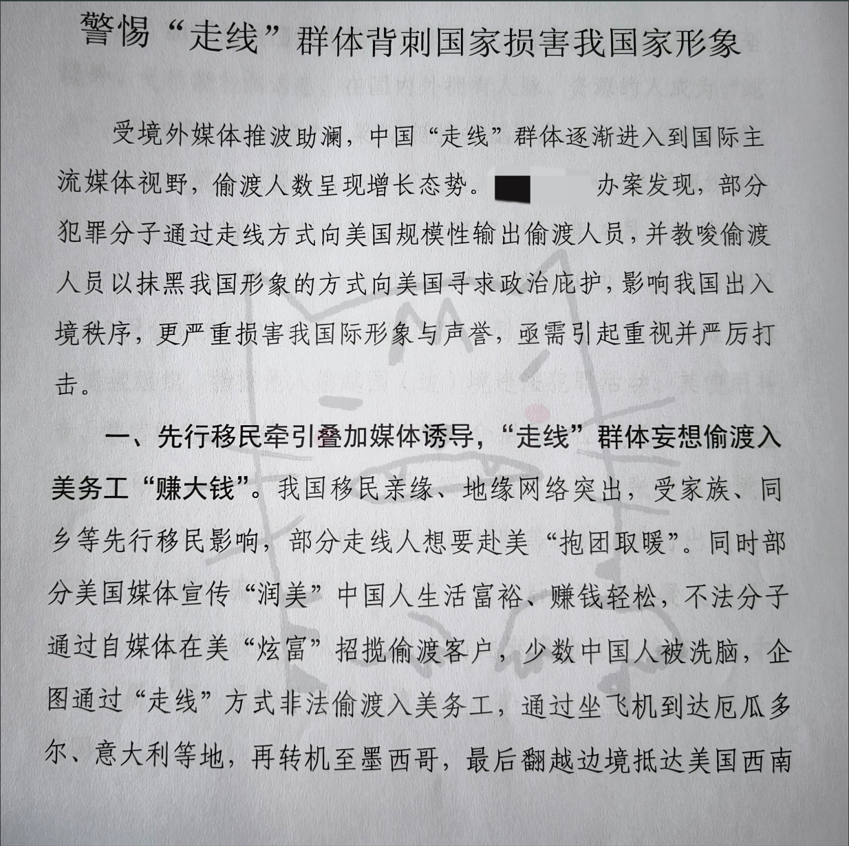 警惕“走线”群体背刺国家损害我国家形象
受境外媒体推波助澜，中国“走线”群体逐渐进入到国际主
流媒体视野，偷渡人数呈现增长态势。 办案发现，部分
犯罪分子通过走线方式向美国规模性输出偷渡人员，并教唆偷渡
人员以抹黑我国形象的方式向美国寻求政治庇护，影响我国出入
境秩序，更严重损害我国际形象与声誉，亟需引起重视并严厉打
击。
一、先行移民牵引叠加媒体诱导，“走线”群体妄想偷渡入
美务工“赚大钱”。我国移民亲缘、地缘网络突出，受家族、同
乡等先行移民影响，部分走线人想要赴美“抱团取暖”。同时部
分美国媒体宣传“润美”中国人生活富裕、赚钱轻松，不法分子
通过自媒体在美“炫富”招揽偷渡客户，少数中国人被洗脑，企
图通过“走线”方式非法偷渡入美务工，通过坐飞机到达厄瓜多
尔、意大利等地，再转机至墨西哥，最后翻越边境抵达美国西南